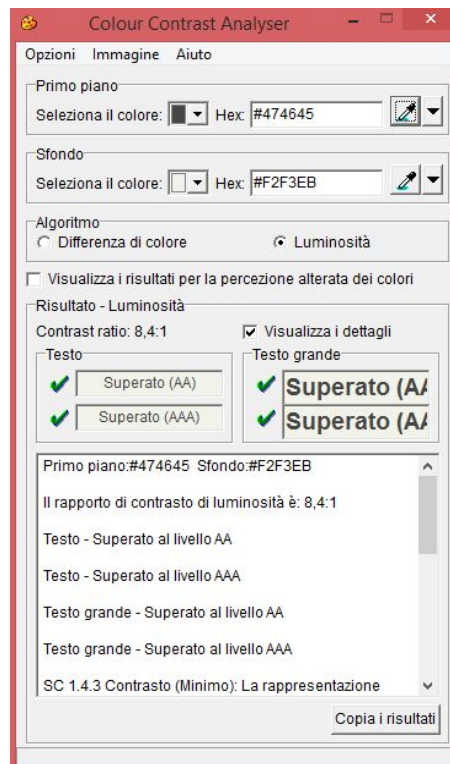 Colour Contrast Analyser
Opzioni Immagine Aiuto
Primo piano
Seleziona il colore: Hex: #474645
Sfondo
Seleziona il colore: Hex: #F2F3EB
Algoritmo
Differenza di colore Luminosità
Visualizza i risultati per la percezione alterata dei colori
Risultato - Luminosità
Contrast ratio: 8,4:1 Visualizza i dettagli
Testo Testo grande
Superato (AA) Superato (AA
Superato (AAA) Superato (AA
Primo piano:#474645 Sfondo:#F2F3EB
Il rapporto di contrasto di luminosità è: 8,4:1
Testo - Superato al livello AA
Testo - Superato al livello AAA
Testo grande - Superato al livello AA
Testo grande - Superato al livello AAA
SC 1.4.3 Contrasto (Minimo): La rappresentazione
Copia i risultati